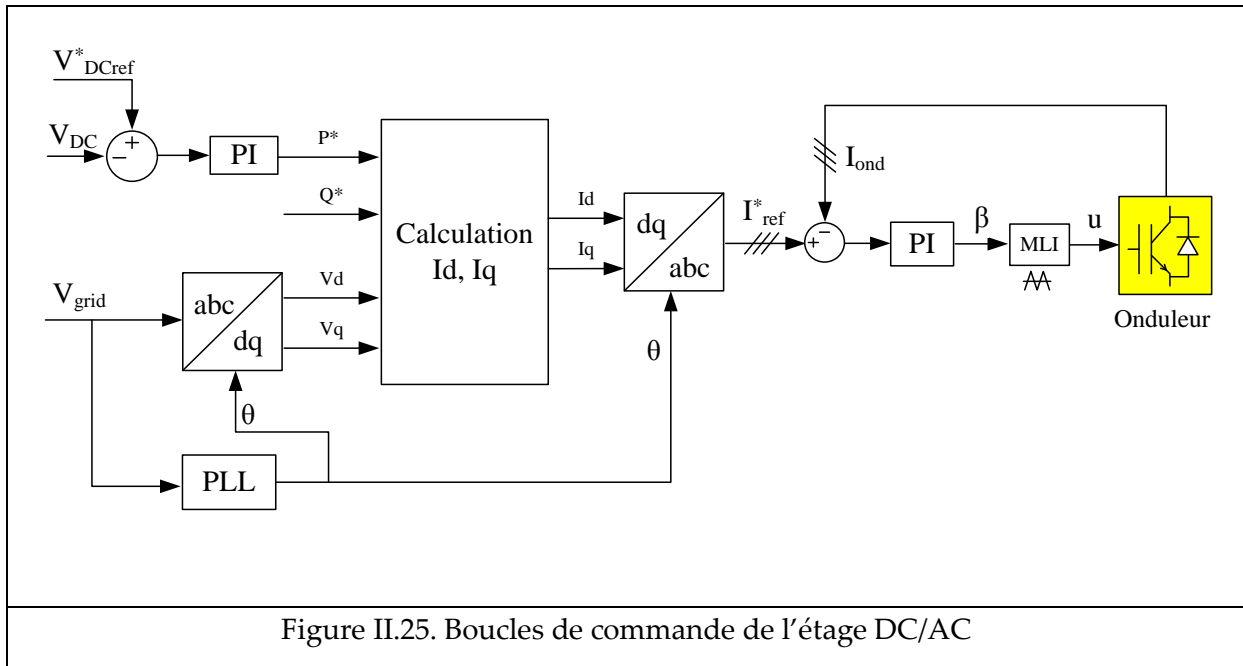 V*DCref
VDC
+
−
PI
P*
Q*
Vgrid
abc
dq
Vd
Vq
θ
PLL
Calculation
Id, Iq
Id
Iq
dq
abc
θ
I*ref
Iond
+
−
PI
β
MLI
u
Onduleur
Figure II.25. Boucles de commande de l’étage DC/AC